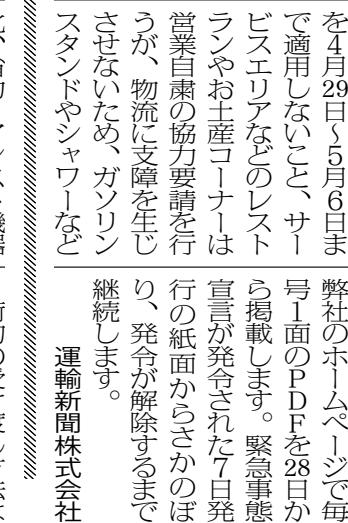 を4月29日〜5月6日ま
で適用しないこと、サー
ビスエリアなどのレスト
ランやお土産コーナーは
営業自粛の協力要請を行
うが、物流に支障を生じ
させないため、ガソリン
スタンドやシャワーなど
弊社のホームページで毎
号1面のPDFを28日か
ら掲載します。緊急事態
宣言が発令された7日発
行の紙面からさかのぼ
り、発令が解除するまで
継続します。
運輸新聞株式会社